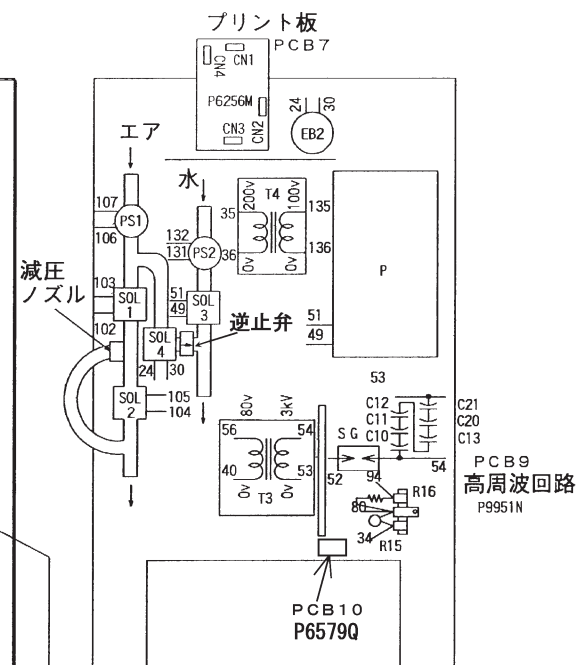 プリント板
PCB7
CN1
CN4
P6256M
CN2
CN3
24
30
EB2
エア
水
107
PS1
106
132
131
PS2
36
35
200v
100v
T4
0v
0v
135
136
P
51
49
減圧
ノズル
103
SOL
1
102
51
49
SOL
3
逆止弁
SOL
4
24
30
SOL
2
105
104
53
C12
C11
C10
C21
C20
C13
SG
54
52
94
80v
3kV
56
54
40
53
0v
0v
T3
80
R16
34
R15
PCB9
高周波回路
P9951N
PCB10
P6579Q